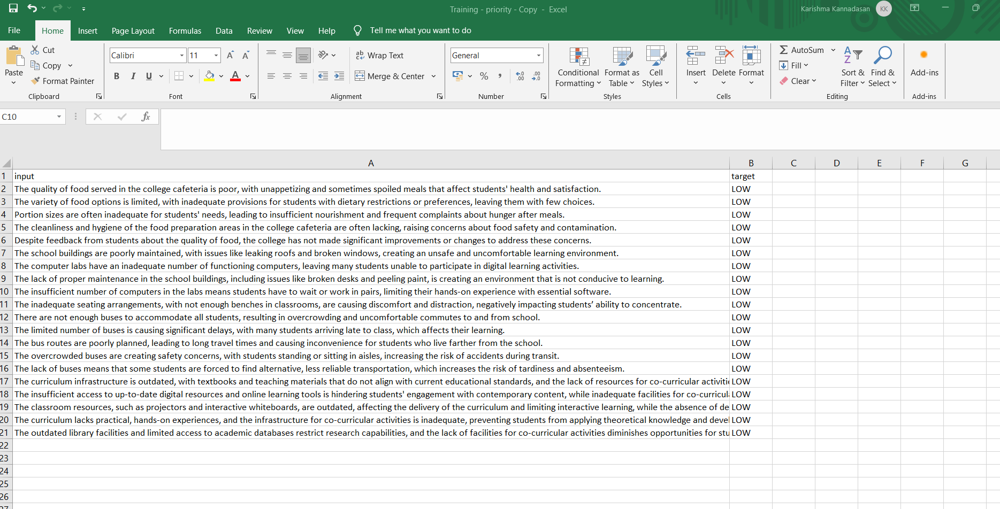 Training - priority - Copy - Excel
Karishma Kannadasan KK
File Home Insert Page Layout Formulas Data Review View Help Tell me what you want to do
Paste
Cut
Copy
Format Painter
Clipboard
Calibri 11 A A
B I U A
Font
ab Wrap Text
Merge & Center
Alignment
General
% , .00 .00
Number
Conditional Formatting
Format as Table
Cell Styles
Styles
Insert Delete Format
Cells
AutoSum
Fill
Clear
Sort & Filter
Find & Select
Editing
Add-ins
Add-ins
C10 fx
A B C D E F G
1 input target
2 The quality of food served in the college cafeteria is poor, with unappetizing and sometimes spoiled meals that affect students' health and satisfaction. LOW
3 The variety of food options is limited, with inadequate provisions for students with dietary restrictions or preferences, leaving them with few choices. LOW
4 Portion sizes are often inadequate for students' needs, leading to insufficient nourishment and frequent complaints about hunger after meals. LOW
5 The cleanliness and hygiene of the food preparation areas in the college cafeteria are often lacking, raising concerns about food safety and contamination. LOW
6 Despite feedback from students about the quality of food, the college has not made significant improvements or changes to address these concerns. LOW
7 The school buildings are poorly maintained, with issues like leaking roofs and broken windows, creating an unsafe and uncomfortable learning environment. LOW
8 The computer labs have an inadequate number of functioning computers, leaving many students unable to participate in digital learning activities. LOW
9 The lack of proper maintenance in the school buildings, including issues like broken desks and peeling paint, is creating an environment that is not conducive to learning. LOW
10 The insufficient number of computers in the labs means students have to wait or work in pairs, limiting their hands-on experience with essential software. LOW
11 The inadequate seating arrangements, with not enough benches in classrooms, are causing discomfort and distraction, negatively impacting students’ ability to concentrate. LOW
12 There are not enough buses to accommodate all students, resulting in overcrowding and uncomfortable commutes to and from school. LOW
13 The limited number of buses is causing significant delays, with many students arriving late to class, which affects their learning. LOW
14 The bus routes are poorly planned, leading to long travel times and causing inconvenience for students who live farther from the school. LOW
15 The overcrowded buses are creating safety concerns, with students standing or sitting in aisles, increasing the risk of accidents during transit. LOW
16 The lack of buses means that some students are forced to find alternative, less reliable transportation, which increases the risk of tardiness and absenteeism. LOW
17 The curriculum infrastructure is outdated, with textbooks and teaching materials that do not align with current educational standards, and the lack of resources for co-curricular activiti LOW
18 The insufficient access to up-to-date digital resources and online learning tools is hindering students' engagement with contemporary content, while inadequate facilities for co-curricul LOW
19 The classroom resources, such as projectors and interactive whiteboards, are outdated, affecting the delivery of the curriculum and limiting interactive learning, while the absence of de LOW
20 The curriculum lacks practical, hands-on experiences, and the infrastructure for co-curricular activities is inadequate, preventing students from applying theoretical knowledge and devel LOW
21 The outdated library facilities and limited access to academic databases restrict research capabilities, and the lack of facilities for co-curricular activities diminishes opportunities for stu LOW
22
23
24
25
26
27